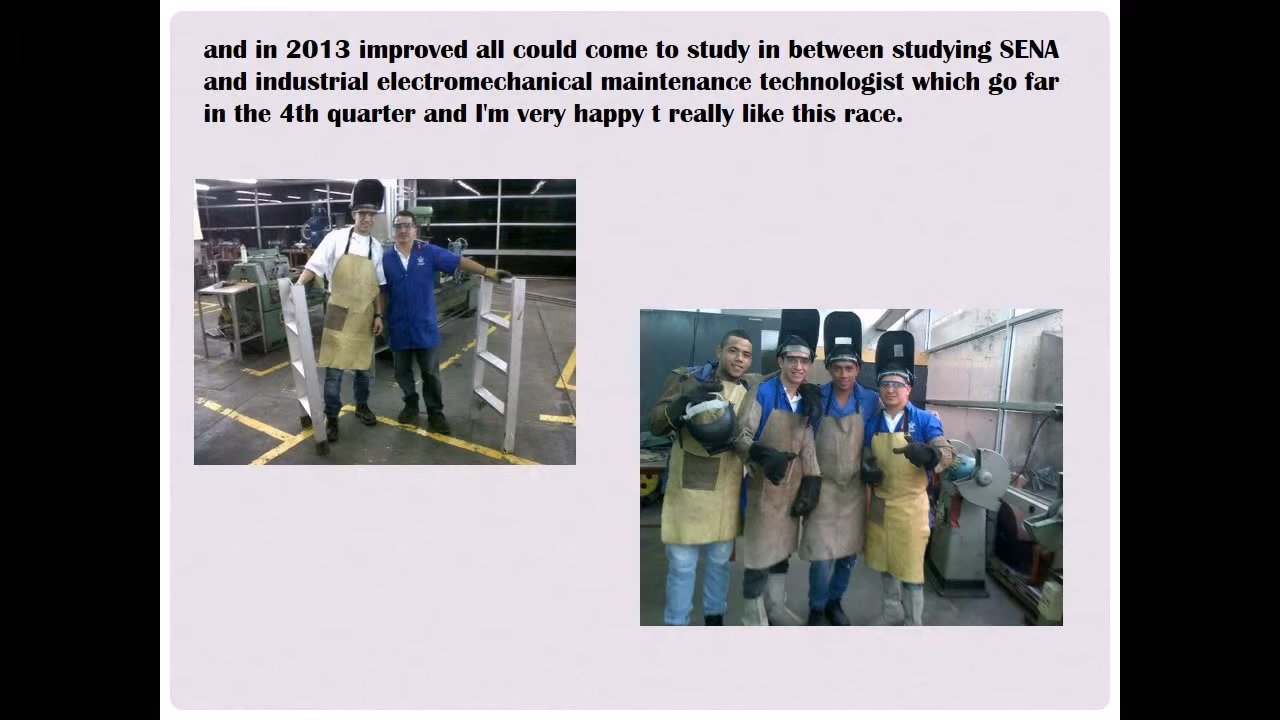 and in 2013 improved all could come to study in between studying SENA
and industrial electromechanical maintenance technologist which go far
in the 4th quarter and I'm very happy t really like this race.